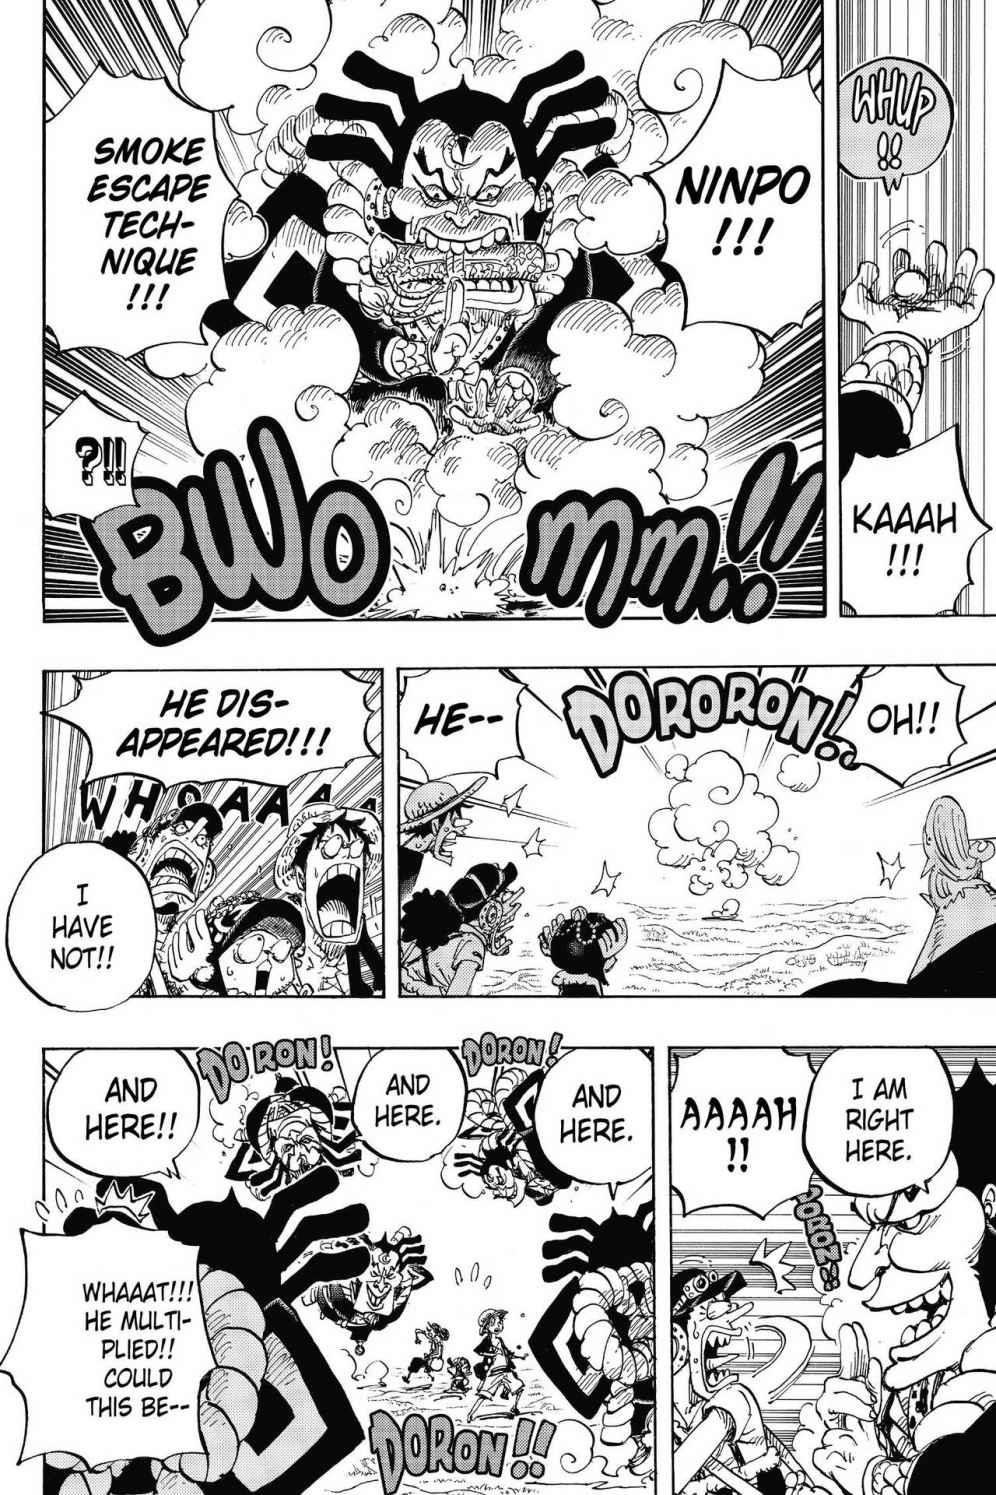 WHUP
!!
KAAAH
!!!
NINPO
!!!
SMOKE
ESCAPE
TECH-
NIQUE
!!!
?!!
BWO
MM..!!
OH!!
DORORON!..
HE--
HE DIS-
APPEARED!!!
WHOAAAAA
I
HAVE
NOT!!
I AM
RIGHT
HERE.
AAAAH
!!
DORON!!
AND
HERE.
DORON!
AND
HERE.
DORON!
AND
HERE!!
WHAAAT!!!
HE MULTI-
PLIED!!
COULD
THIS BE--
DORON!!